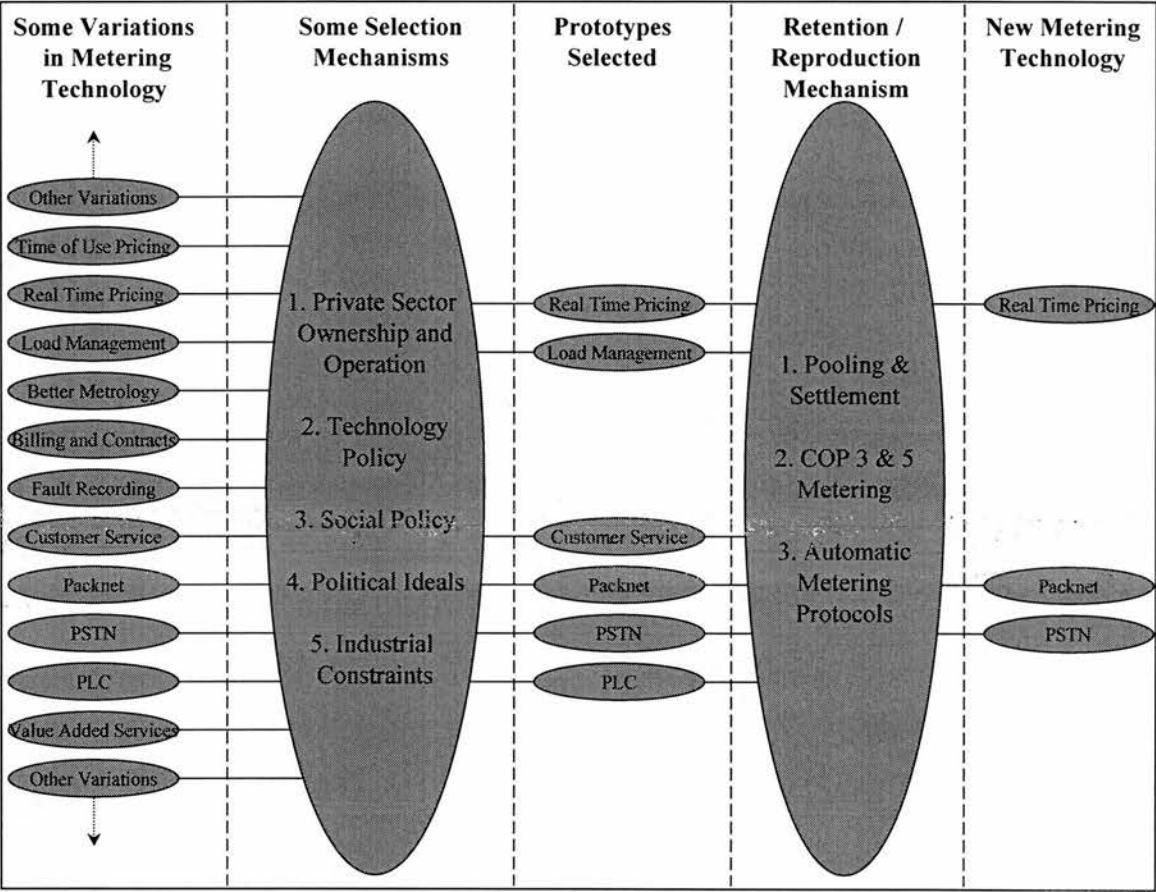 Some Variations
in Metering
Technology
Some Selection
Mechanisms
Prototypes
Selected
Retention /
Reproduction
Mechanism
New Metering
Technology
Other Variations
Time of Use Pricing
Real Time Pricing
Load Management
Better Metrology
Billing and Contracts
Fault Recording
Customer Service
Packnet
PSTN
PLC
Value Added Services
Other Variations
1. Private Sector
Ownership and
Operation
2. Technology
Policy
3. Social Policy
4. Political Ideals
5. Industrial
Constraints
Real Time Pricing
Load Management
Customer Service
Packnet
PSTN
PLC
1. Pooling &
Settlement
2. COP 3 & 5
Metering
3. Automatic
Metering
Protocols
Real Time Pricing
Packnet
PSTN